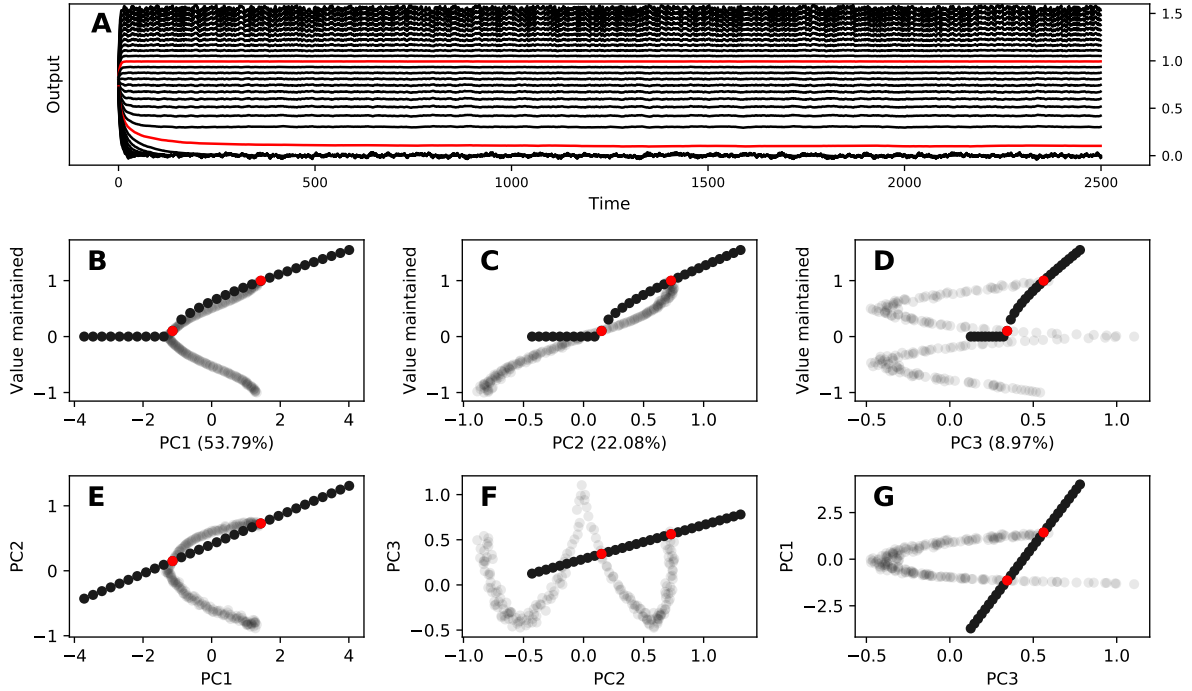 A
Output
1.5
1.0
0.5
0.0
0 500 1000 1500 2000 2500
Time
B
Value maintained
1
0
−1
−4 −2 0 2 4
PC1 (53.79%)
C
Value maintained
1
0
−1
−1.0 −0.5 0.0 0.5 1.0
PC2 (22.08%)
D
Value maintained
1
0
−1
−0.5 0.0 0.5 1.0
PC3 (8.97%)
E
PC2
1
0
−1
−4 −2 0 2 4
PC1
F
PC3
1.0
0.5
0.0
−0.5
−1.0 −0.5 0.0 0.5 1.0
PC2
G
PC1
2.5
0.0
−2.5
−0.5 0.0 0.5 1.0
PC3